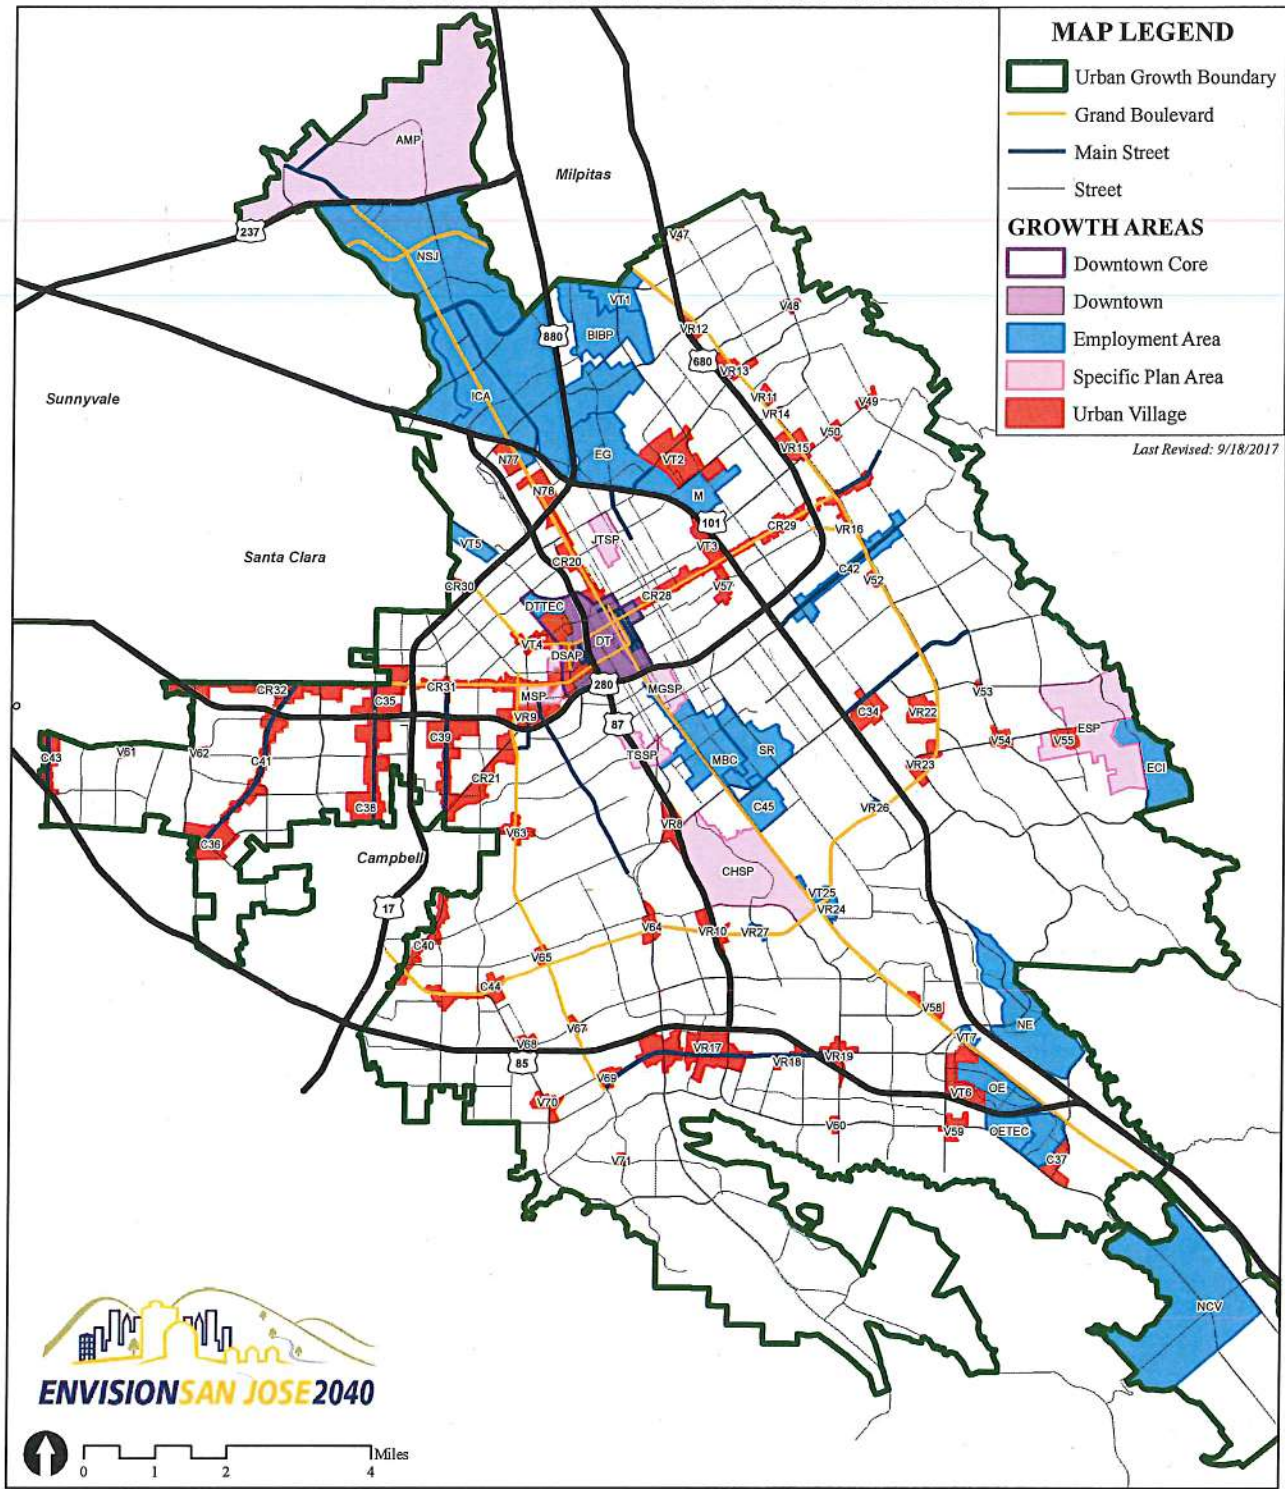 MAP LEGEND
Urban Growth Boundary
Grand Boulevard
Main Street
Street
GROWTH AREAS
Downtown Core
Downtown
Employment Area
Specific Plan Area
Urban Village
Last Revised: 9/18/2017
AMP
Milpitas
237
V47
NSJ
VT1
V48
880
BIBP
VR12
680
VR13
Sunnyvale
ICA
VR11
V49
VR14
V50
N77
EG
VT2
VR15
N78
M
101
CR29
VR16
JTSP
VT5
VT3
Santa Clara
CR20
C42
V52
CR30
V57
CR28
DTTEC
DT
VT4
DSAP
CR32
CR31
280
MGSP
V53
C35
MSP
VR9
87
C34
VR22
ESP
C39
V54
V55
C43
V61
V62
C41
TSSP
MBC
SR
VR23
ECI
CR21
C38
C45
VR26
V63
VR8
C36
Campbell
CHSP
17
VT25
VR24
V64
VR10
VR27
C40
V65
C44
V58
V67
NE
V68
VT7
85
VR17
VR19
VR18
V69
OE
VT6
V70
V60
V59
OETEC
V71
C37
NCV
ENVISION SAN JOSE 2040
Miles
0 1 2 4